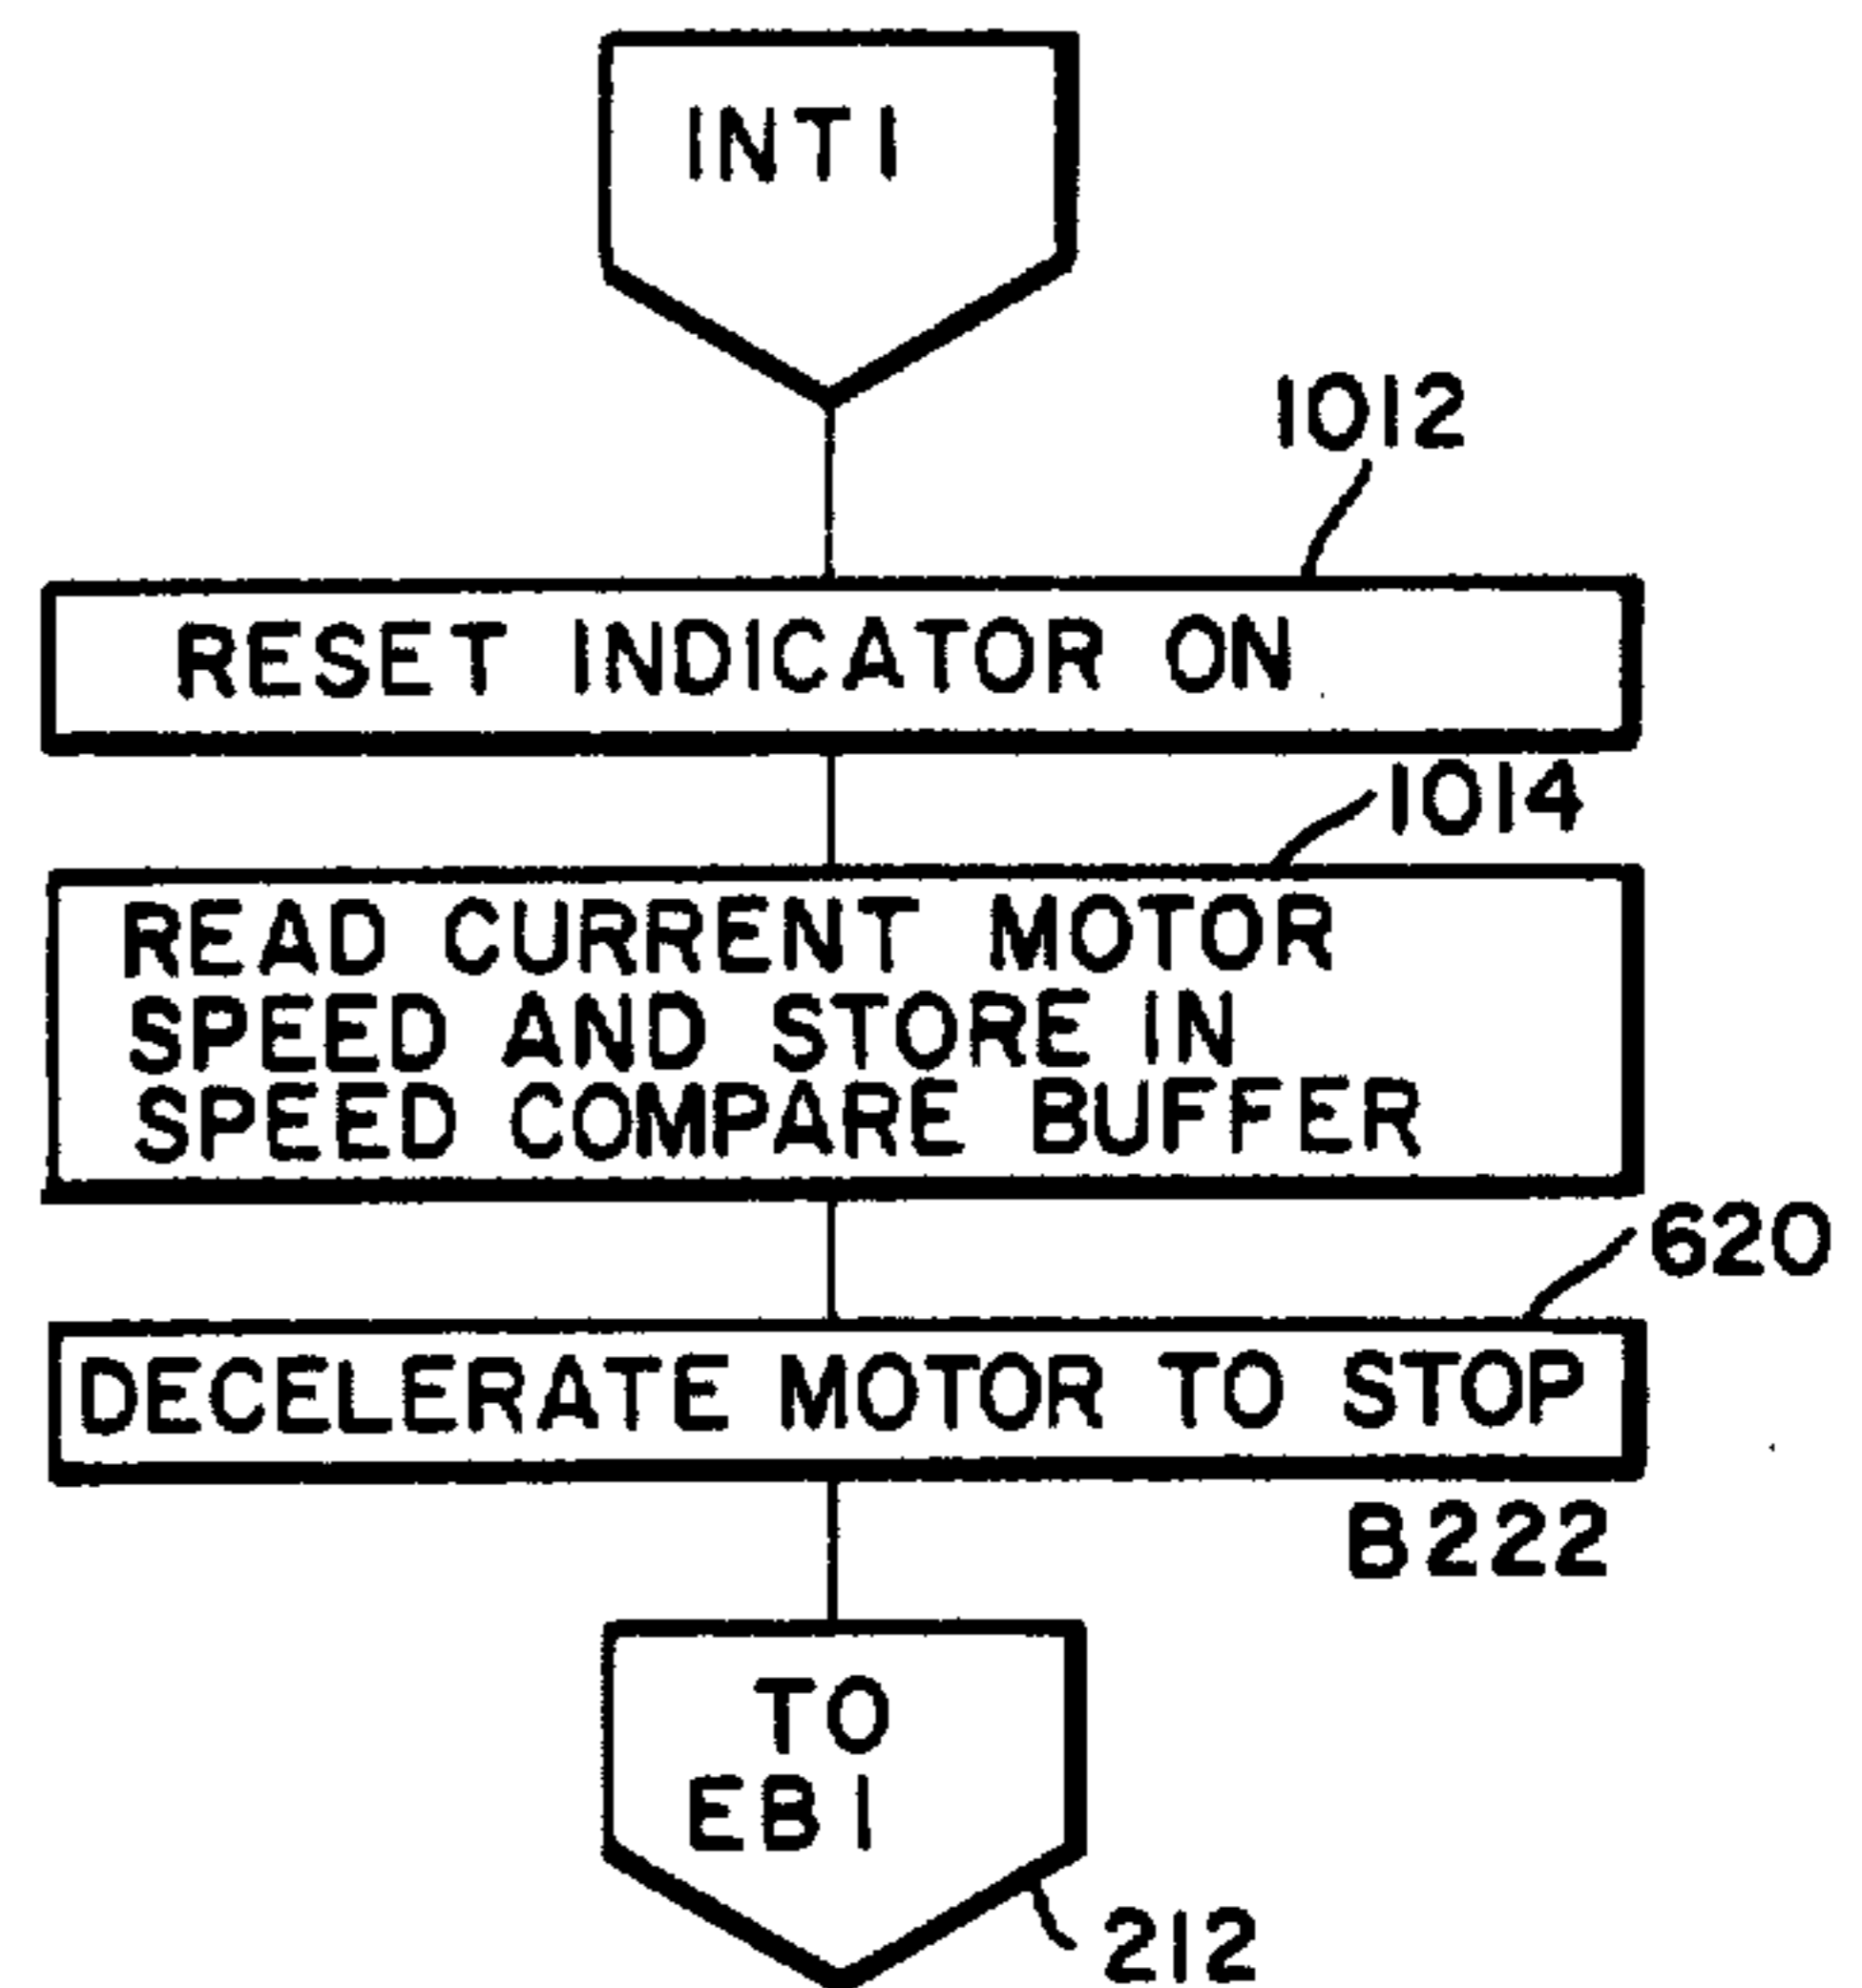 INT1
1012
RESET INDICATOR ON
1014
READ CURRENT MOTOR
SPEED AND STORE IN
SPEED COMPARE BUFFER
620
DECELERATE MOTOR TO STOP
B222
TO
EB1
212